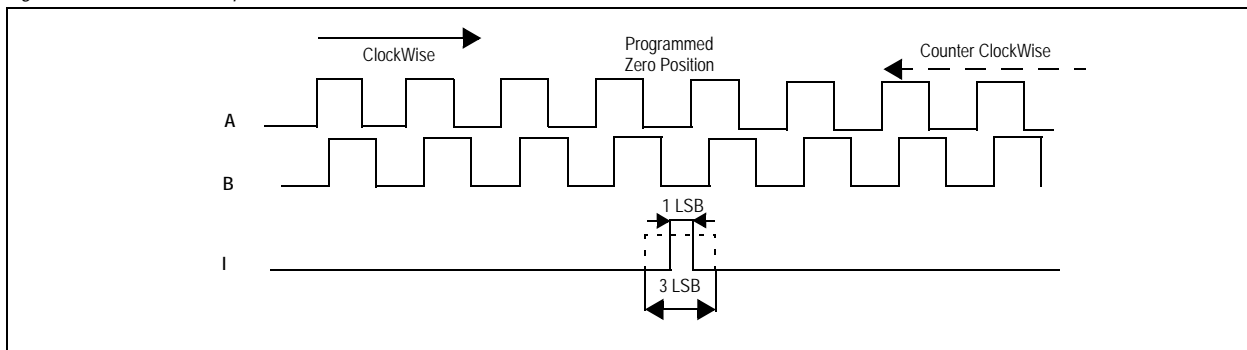 ClockWise
Programmed
Zero Position
Counter ClockWise
A
B
1 LSB
I
3 LSB